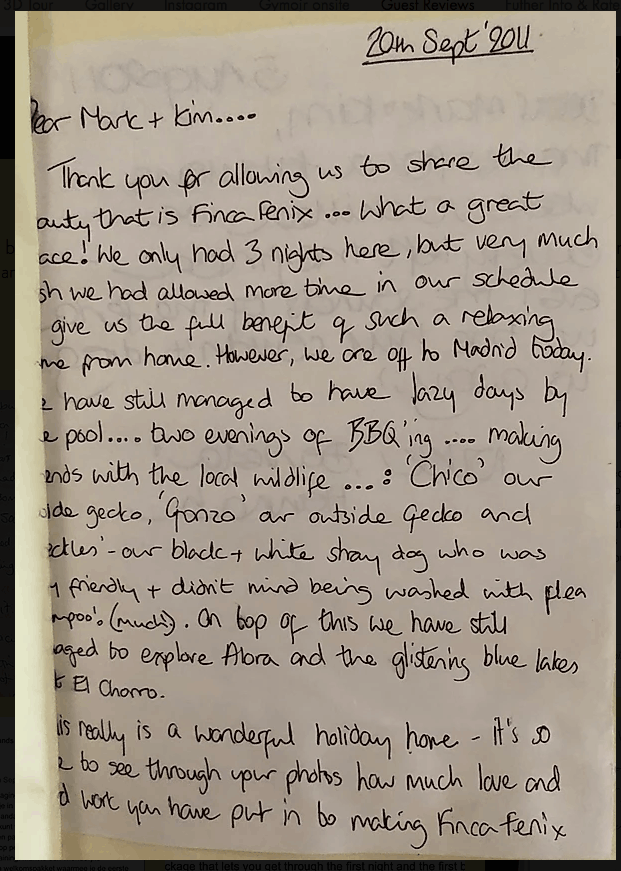 3D Tour Gallery Instagram Guest Reviews
20th Sept '2011
Dear Mark + Kim....
Thank you for allowing us to share the
auty that is Finca Fenix ... What a great
ace! We only had 3 nights here, but very much
sh we had allowed more time in our schedule
give us the full benefit of such a relaxing
me from home. However, we are off to Madrid today.
e have still managed to have lazy days by
e pool.... two evenings of BBQ'ing .... making
ends with the local wildlife ... : 'Chico' our
ide gecko, 'Gonzo' our outside Gecko and
eckles' - our black + white stray dog who was
y friendly + didn't mind being washed with flea
mpoo's (much!). On top of this we have still
aged to explore Alora and the glistening blue lakes
t El Chorro.
is really is a wonderful holiday home - it's so
e to see through your photos how much love and
d work you have put in to making Finca Fenix
ckage that lets you get through the first night and the first b